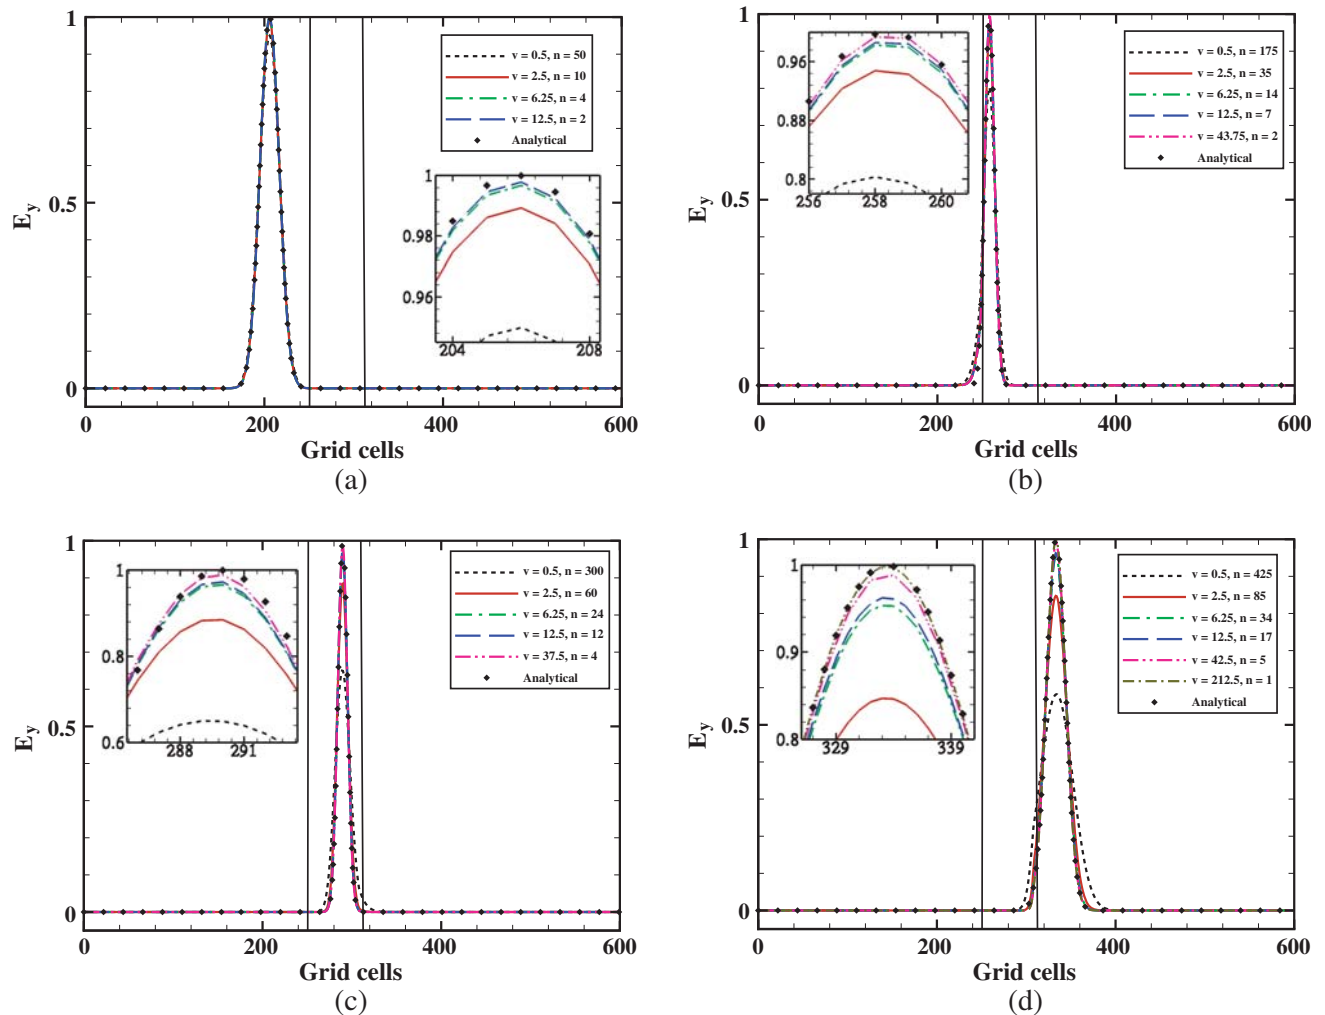 1
0.5
0
E_y
v = 0.5, n = 50
v = 2.5, n = 10
v = 6.25, n = 4
v = 12.5, n = 2
Analytical
1
0.98
0.96
204 208
0 200 400 600
Grid cells
(a)
1
0.5
0
E_y
0.96
0.88
0.8
256 258 260
v = 0.5, n = 175
v = 2.5, n = 35
v = 6.25, n = 14
v = 12.5, n = 7
v = 43.75, n = 2
Analytical
0 200 400 600
Grid cells
(b)
1
0.5
0
E_y
1
0.8
0.6
288 291
v = 0.5, n = 300
v = 2.5, n = 60
v = 6.25, n = 24
v = 12.5, n = 12
v = 37.5, n = 4
Analytical
0 200 400 600
Grid cells
(c)
1
0.5
0
E_y
1
0.9
0.8
329 339
v = 0.5, n = 425
v = 2.5, n = 85
v = 6.25, n = 34
v = 12.5, n = 17
v = 42.5, n = 5
v = 212.5, n = 1
Analytical
0 200 400 600
Grid cells
(d)